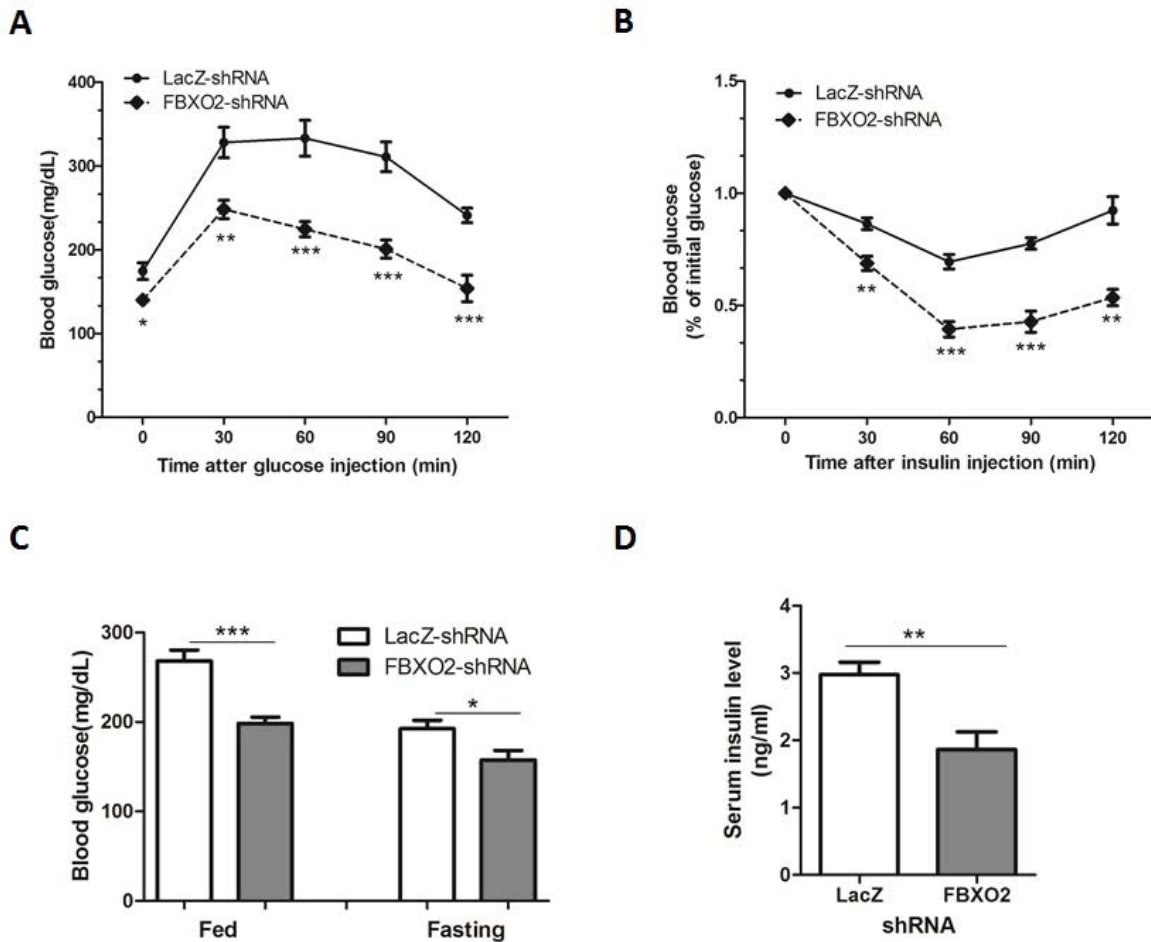 A
LacZ-shRNA
FBXO2-shRNA
400
300
200
100
0
Blood glucose(mg/dL)
*
**
***
***
***
0 30 60 90 120
Time atter glucose injection (min)
B
LacZ-shRNA
FBXO2-shRNA
1.5
1.0
0.5
0.0
Blood glucose
(% of initial glucose)
**
***
***
**
0 30 60 90 120
Time after insulin injection (min)
C
LacZ-shRNA
FBXO2-shRNA
300
200
100
0
Blood glucose(mg/dL)
***
*
Fed Fasting
D
4
3
2
1
0
Serum insulin level
(ng/ml)
**
LacZ FBXO2
shRNA